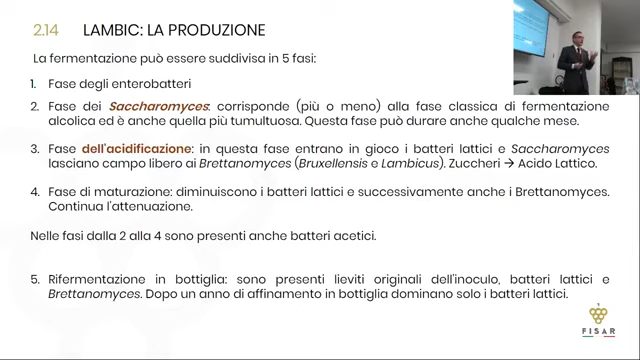 2.14 LAMBIC: LA PRODUZIONE
La fermentazione può essere suddivisa in 5 fasi:
1. Fase degli enterobatteri
2. Fase dei Saccharomyces: corrisponde (più o meno) alla fase classica di fermentazione
alcolica ed è anche quella più tumultuosa. Questa fase può durare anche qualche mese.
3. Fase dell'acidificazione: in questa fase entrano in gioco i batteri lattici e Saccharomyces
lasciano campo libero ai Brettanomyces (Bruxellensis e Lambicus). Zuccheri → Acido Lattico.
4. Fase di maturazione: diminuiscono i batteri lattici e successivamente anche i Brettanomyces.
Continua l'attenuazione.
Nelle fasi dalla 2 alla 4 sono presenti anche batteri acetici.
5. Rifermentazione in bottiglia: sono presenti lieviti originali dell'inoculo, batteri lattici e
Brettanomyces. Dopo un anno di affinamento in bottiglia dominano solo i batteri lattici.
FISAR